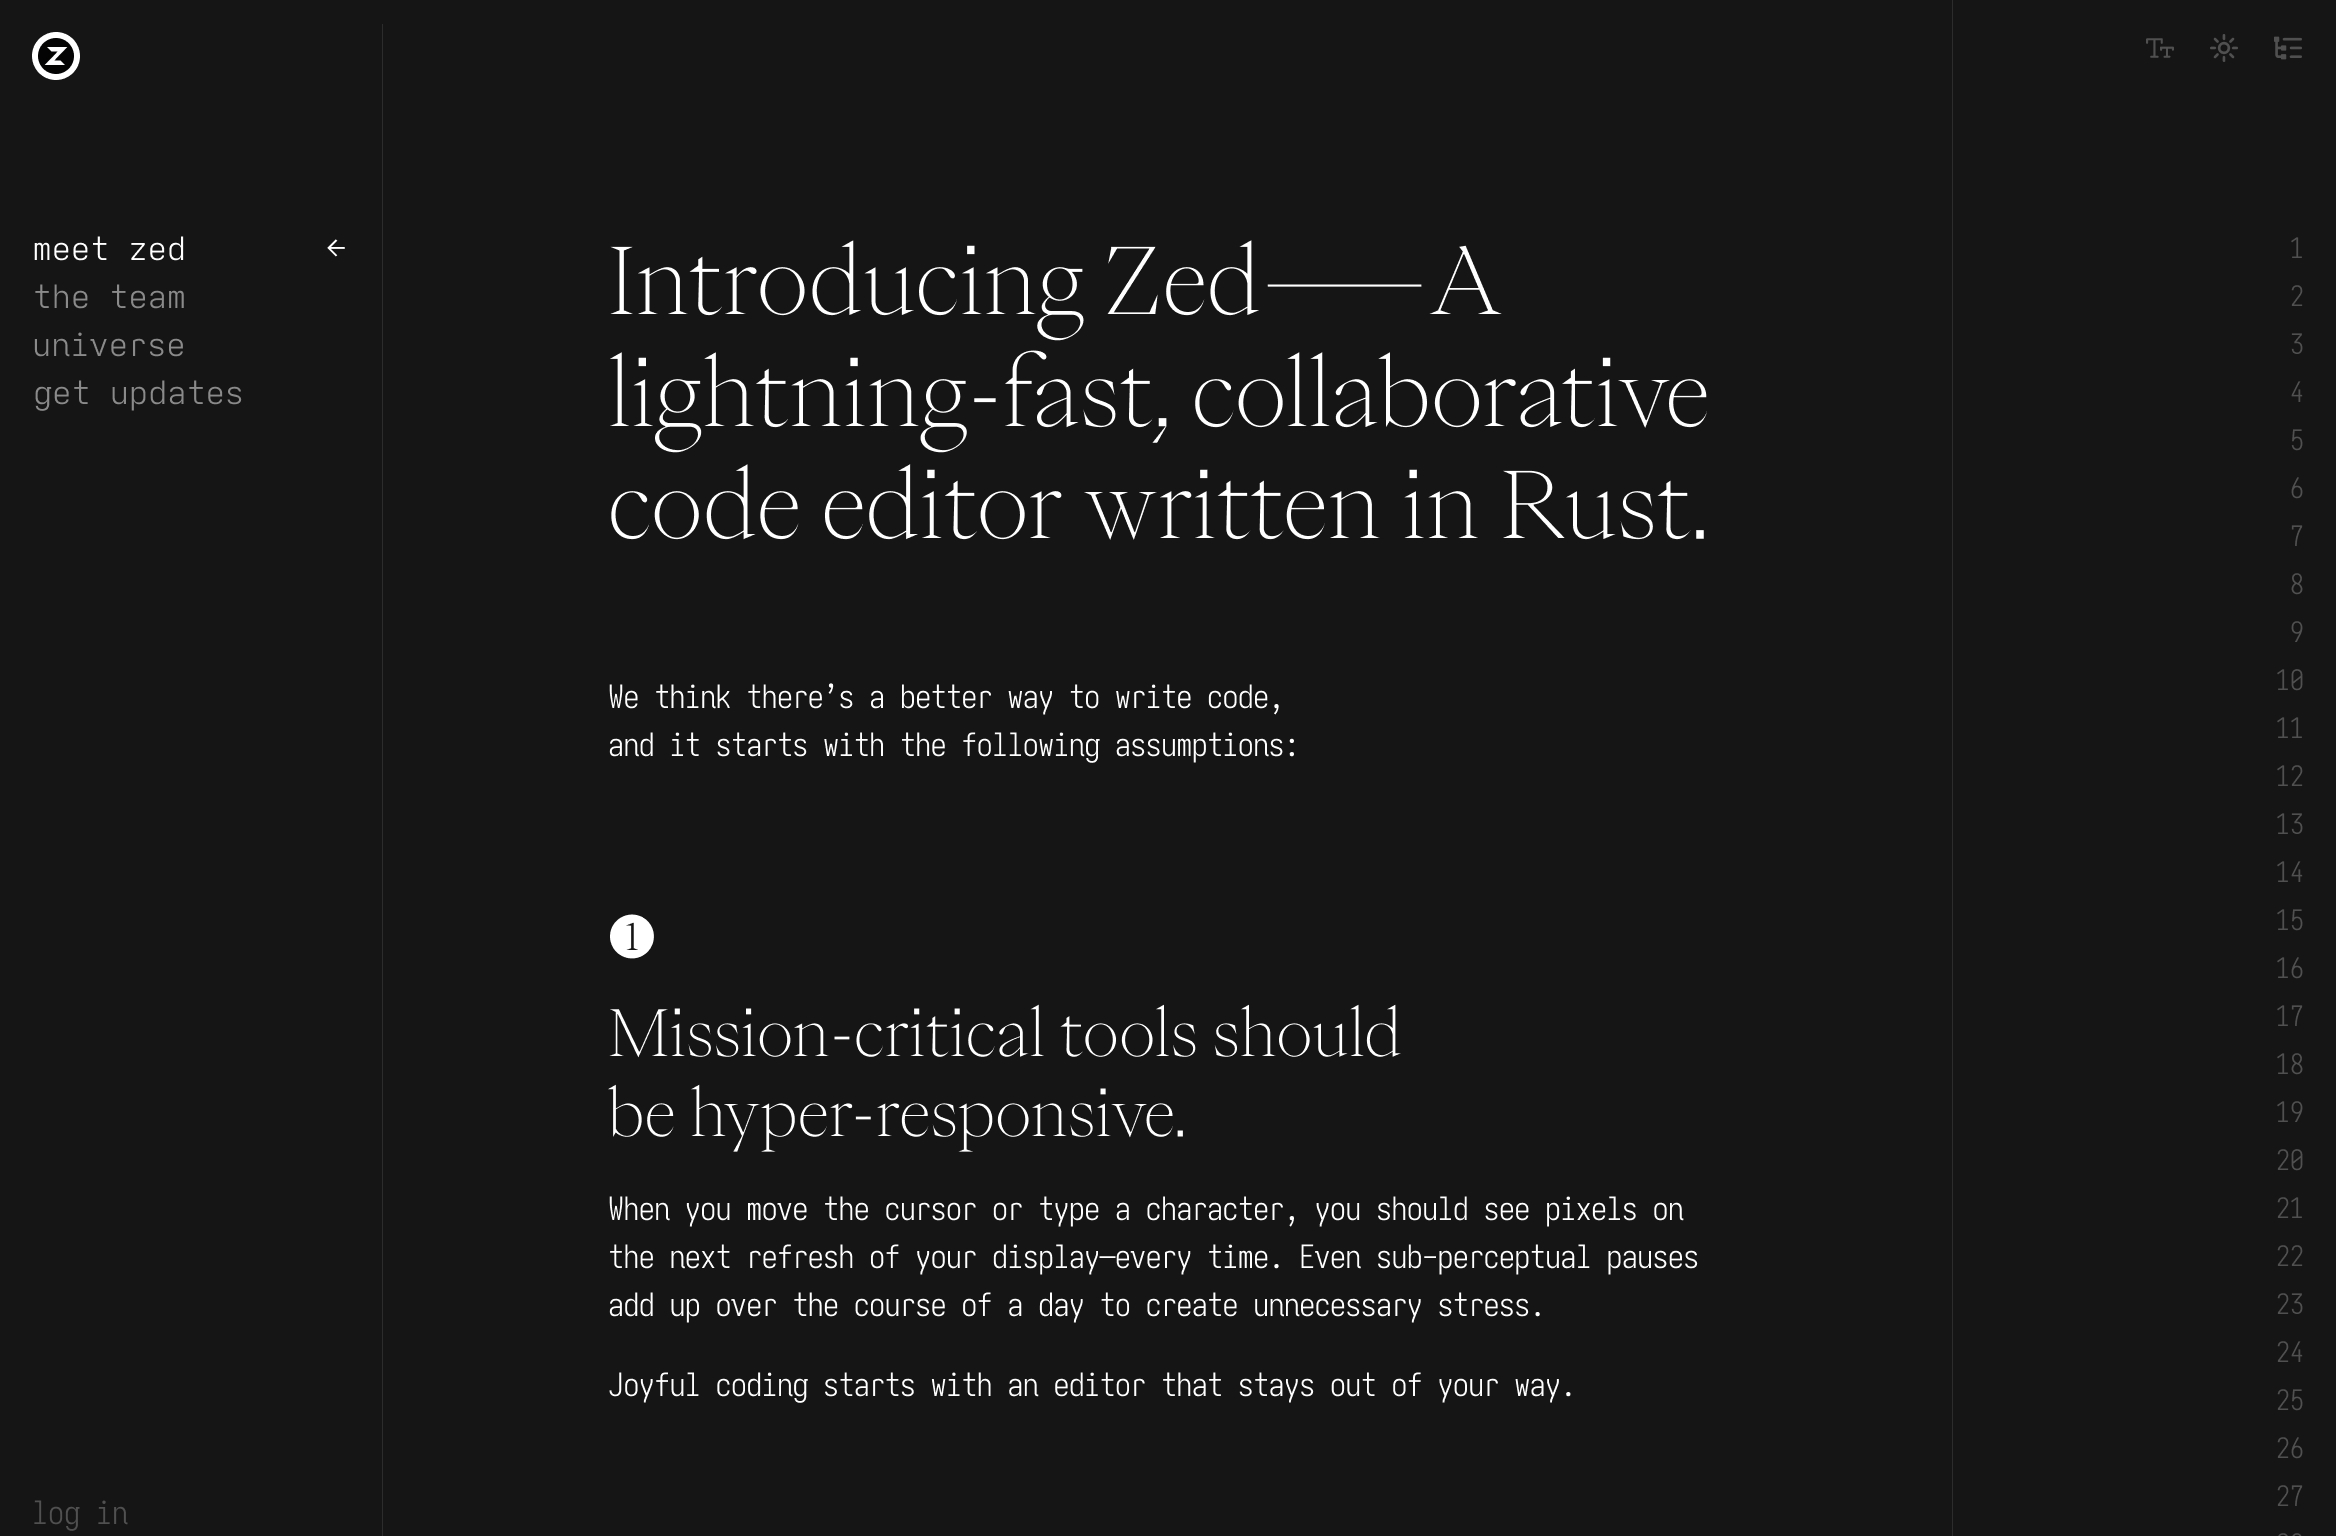 Z
meet zed ←
the team
universe
get updates
log in
Introducing Zed——A
lightning-fast, collaborative
code editor written in Rust.
We think there’s a better way to write code,
and it starts with the following assumptions:
1
Mission-critical tools should
be hyper-responsive.
When you move the cursor or type a character, you should see pixels on
the next refresh of your display—every time. Even sub-perceptual pauses
add up over the course of a day to create unnecessary stress.
Joyful coding starts with an editor that stays out of your way.
TT
1
2
3
4
5
6
7
8
9
10
11
12
13
14
15
16
17
18
19
20
21
22
23
24
25
26
27